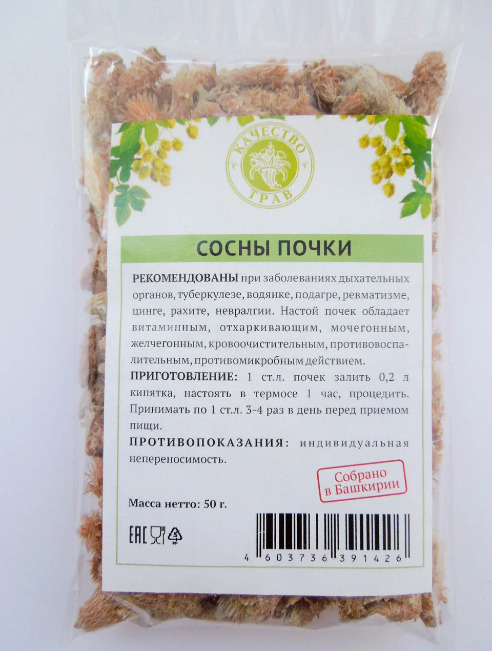 КАЧЕСТВО
ТРАВ
СОСНЫ ПОЧКИ
РЕКОМЕНДОВАНЫ при заболеваниях дыхательных
органов, туберкулезе, водянке, подагре, ревматизме,
цинге, рахите, невралгии. Настой почек обладает
витаминным, отхаркивающим, мочегонным,
желчегонным, кровоочистительным, противовоспа-
лительным, противомикробным действием.
ПРИГОТОВЛЕНИЕ: 1 ст.л. почек залить 0,2 л
кипятка, настоять в термосе 1 час, процедить.
Принимать по 1 ст.л. 3-4 раз в день перед приемом
пищи.
ПРОТИВОПОКАЗАНИЯ: индивидуальная
непереносимость.
Собрано
в Башкирии
Масса нетто: 50 г.
EAC
4 603736 391426